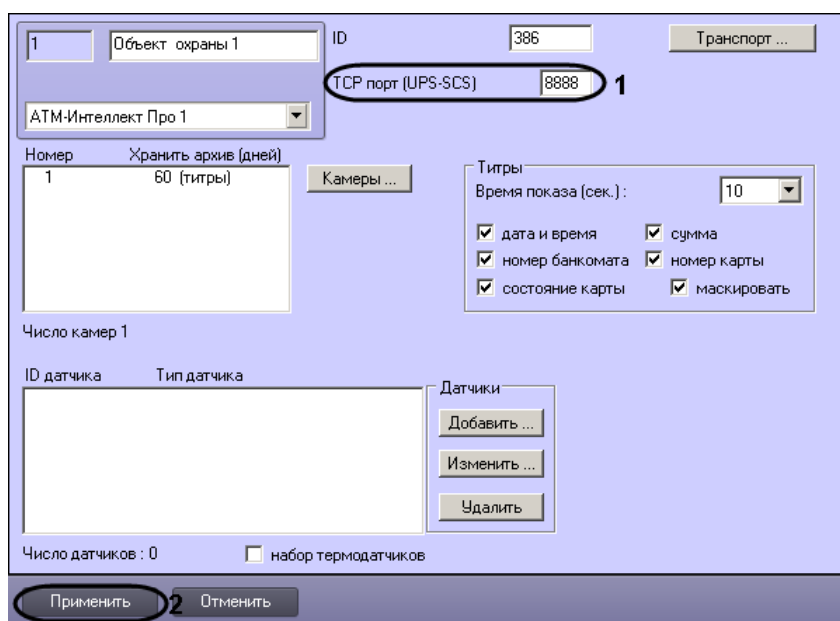 1 Объект охраны 1 ID 386 Транспорт ...
TCP порт (UPS-SCS) 8888 1
АТМ-Интеллект Про 1
Номер Хранить архив (дней)
1 60 (титры)
Камеры ...
Титры
Время показа (сек.) : 10
дата и время сумма
номер банкомата номер карты
состояние карты маскировать
Число камер 1
ID датчика Тип датчика
Датчики
Добавить ...
Изменить ...
Удалить
Число датчиков : 0 набор термодатчиков
Применить 2 Отменить